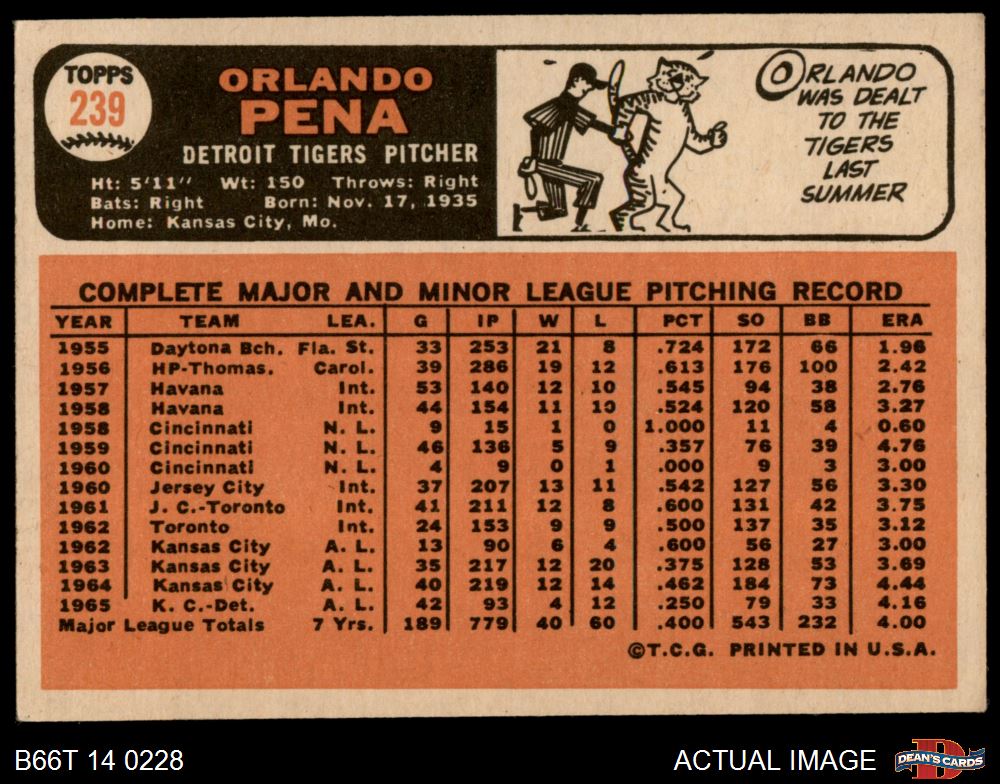 TOPPS
239
ORLANDO
PENA
DETROIT TIGERS PITCHER
Ht: 5'11" Wt: 150 Throws: Right
Bats: Right Born: Nov. 17, 1935
Home: Kansas City, Mo.
ORLANDO
WAS DEALT
TO THE
TIGERS
LAST
SUMMER
COMPLETE MAJOR AND MINOR LEAGUE PITCHING RECORD
YEAR TEAM LEA. G IP W L PCT SO BB ERA
1955 Daytona Bch. Fla. St. 33 253 21 8 .724 172 66 1.96
1956 HP-Thomas. Carol. 39 286 19 12 .613 176 100 2.42
1957 Havana Int. 53 140 12 10 .545 94 38 2.76
1958 Havana Int. 44 154 11 10 .524 120 58 3.27
1958 Cincinnati N. L. 9 15 1 0 1.000 11 4 0.60
1959 Cincinnati N. L. 46 136 5 9 .357 76 39 4.76
1960 Cincinnati N. L. 4 9 0 1 .000 9 3 3.00
1960 Jersey City Int. 37 207 13 11 .542 127 56 3.30
1961 J. C.-Toronto Int. 41 211 12 8 .600 131 42 3.75
1962 Toronto Int. 24 153 9 9 .500 137 35 3.12
1962 Kansas City A. L. 13 90 6 4 .600 56 27 3.00
1963 Kansas City A. L. 35 217 12 20 .375 128 53 3.69
1964 Kansas City A. L. 40 219 12 14 .462 184 73 4.44
1965 K. C.-Det. A. L. 42 93 4 12 .250 79 33 4.16
Major League Totals 7 Yrs. 189 779 40 60 .400 543 232 4.00
©T.C.G. PRINTED IN U.S.A.
B66T 14 0228
ACTUAL IMAGE
DEAN'S CARDS